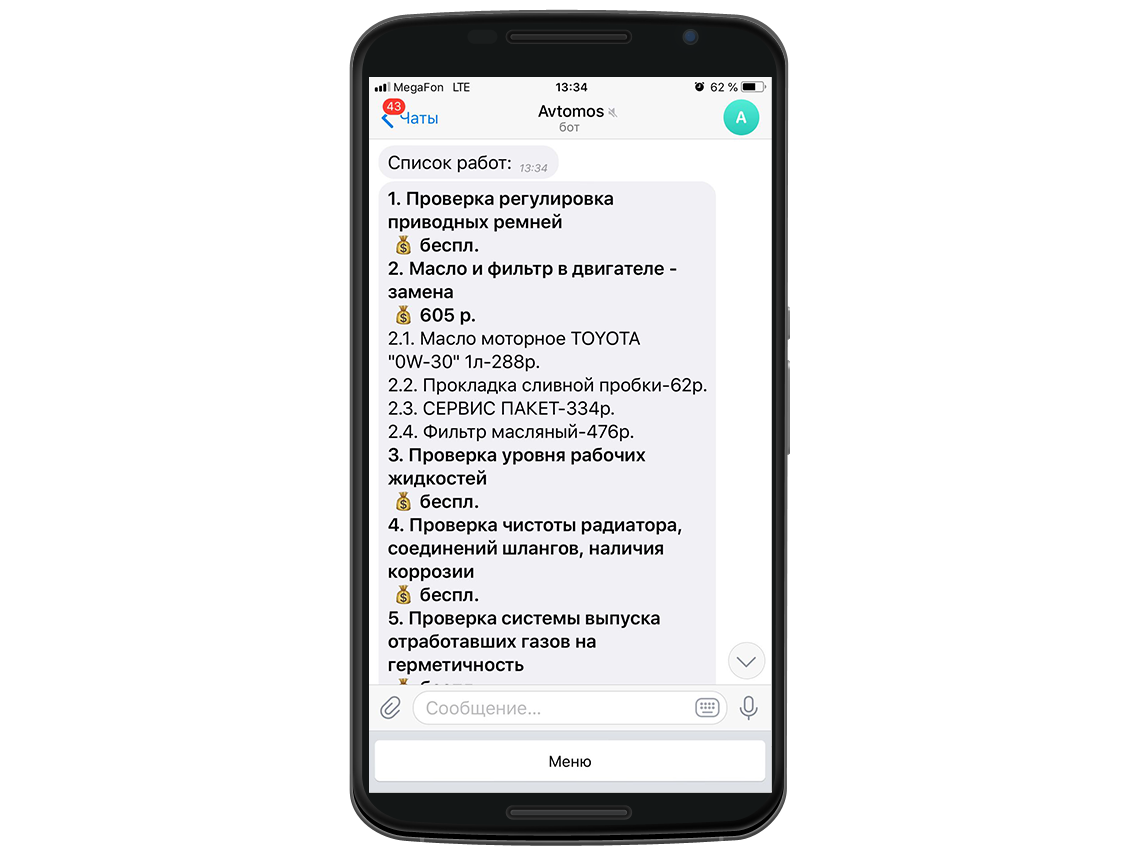 MegaFon LTE 13:34 62 %
43
Чаты
Avtomos
бот
A
Список работ: 13:34
1. Проверка регулировка
приводных ремней
беспл.
2. Масло и фильтр в двигателе -
замена
605 р.
2.1. Масло моторное TOYOTA
"0W-30" 1л-288р.
2.2. Прокладка сливной пробки-62р.
2.3. СЕРВИС ПАКЕТ-334р.
2.4. Фильтр масляный-476р.
3. Проверка уровня рабочих
жидкостей
беспл.
4. Проверка чистоты радиатора,
соединений шлангов, наличия
коррозии
беспл.
5. Проверка системы выпуска
отработавших газов на
герметичность
Сообщение...
Меню